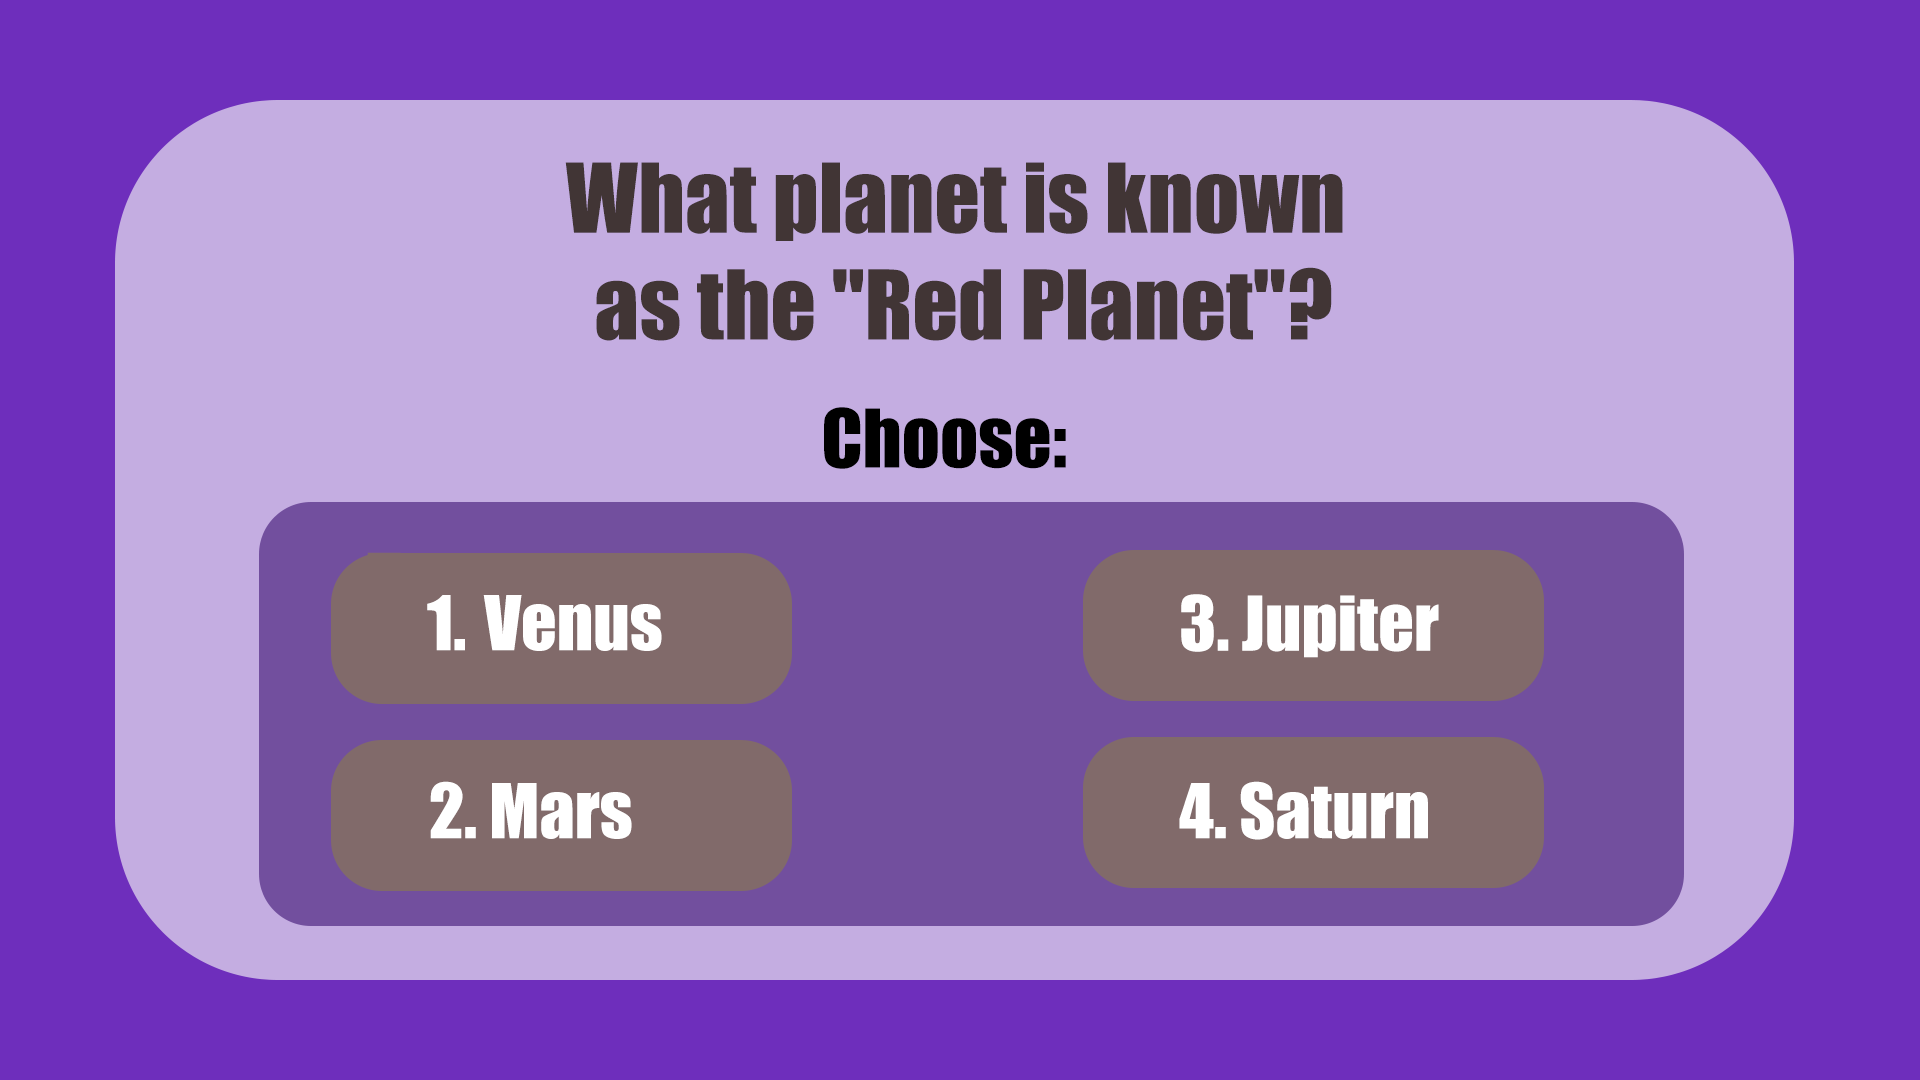 What planet is known
as the "Red Planet"?
Choose:
1. Venus
2. Mars
3. Jupiter
4. Saturn